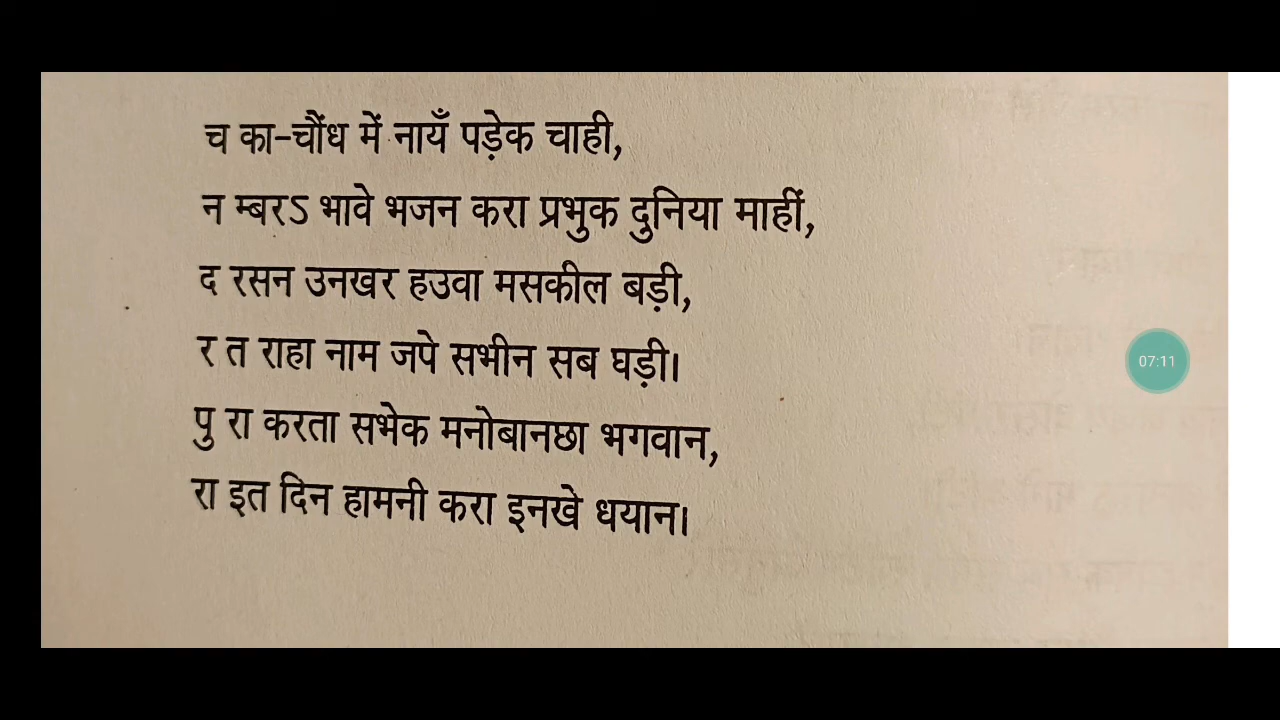 च का-चौंध में नायँ पड़ेक चाही,
न म्बरऽ भावे भजन करा प्रभुक दुनिया माहीं,
द रसन उनखर हउवा मसकील बड़ी,
र त राहा नाम जपे सभीन सब घड़ी।
पु रा करता सभेक मनोबानछा भगवान,
रा इत दिन हामनी करा इनखे धयान।
07:11